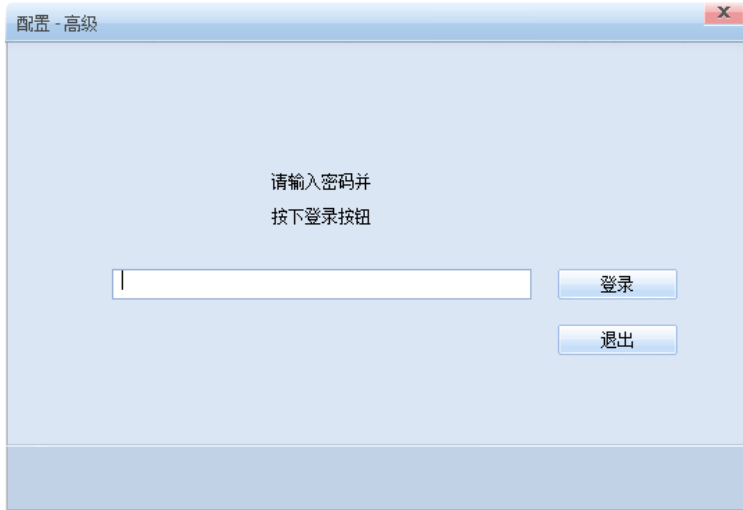 配置 - 高级
请输入密码并
按下登录按钮
登录
退出